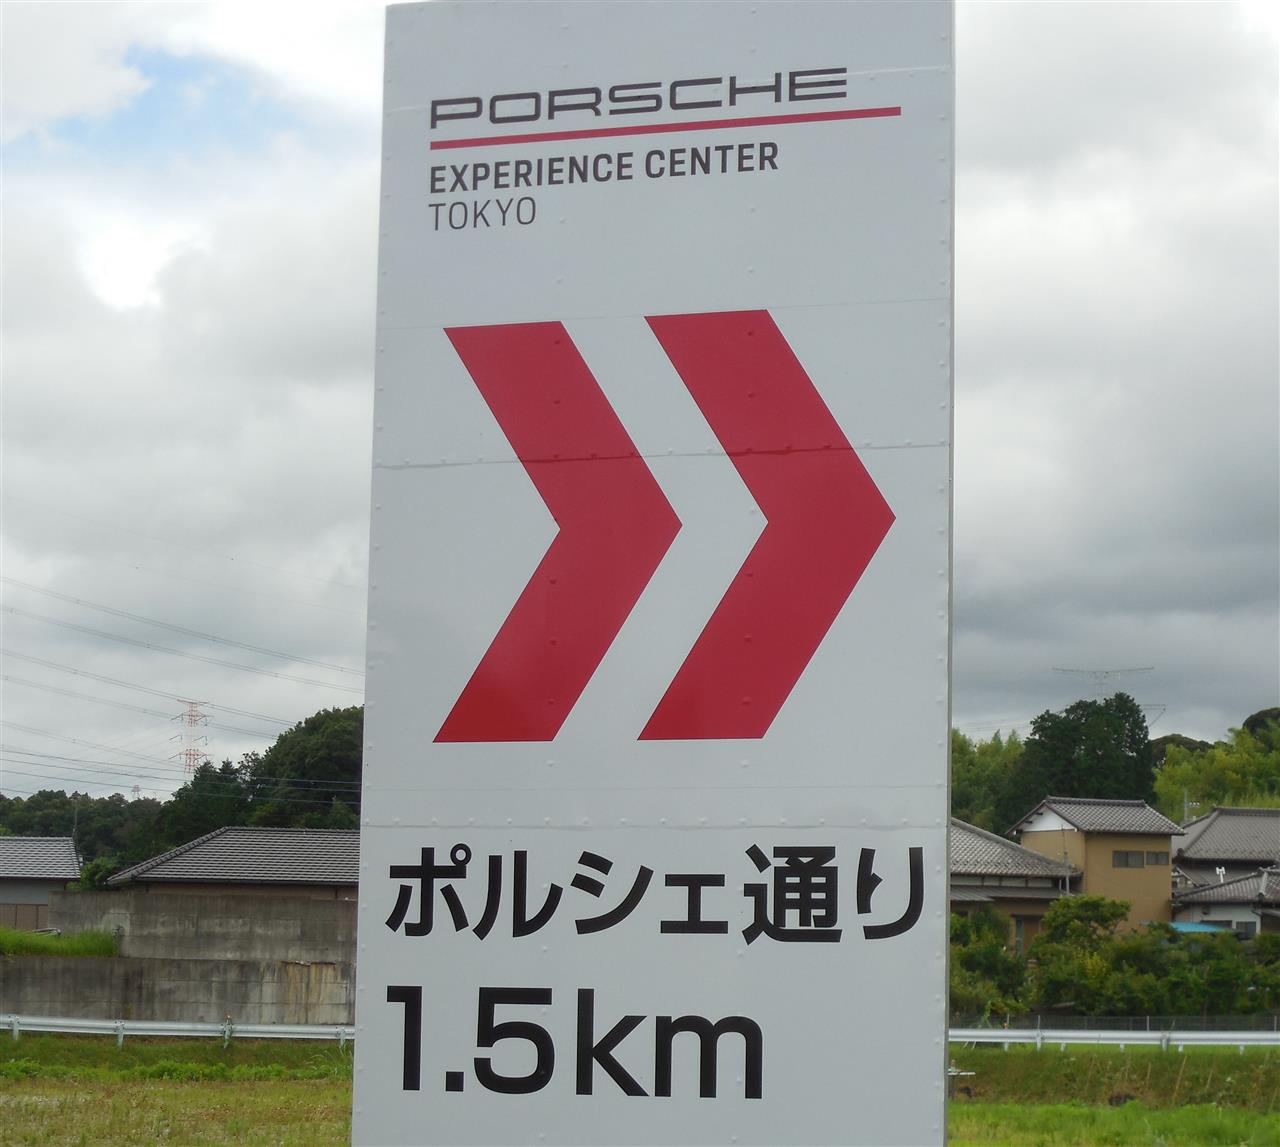 PORSCHE
EXPERIENCE CENTER
TOKYO
ポルシェ通り
1.5km